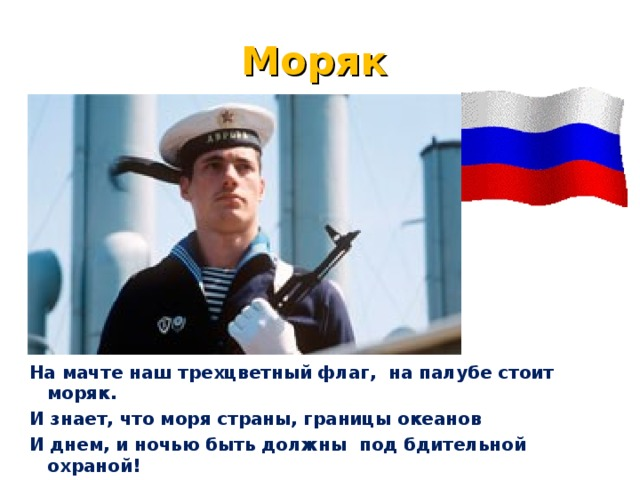 Моряк
АВРОРА
На мачте наш трехцветный флаг, на палубе стоит
моряк.
И знает, что моря страны, границы океанов
И днем, и ночью быть должны под бдительной
охраной!